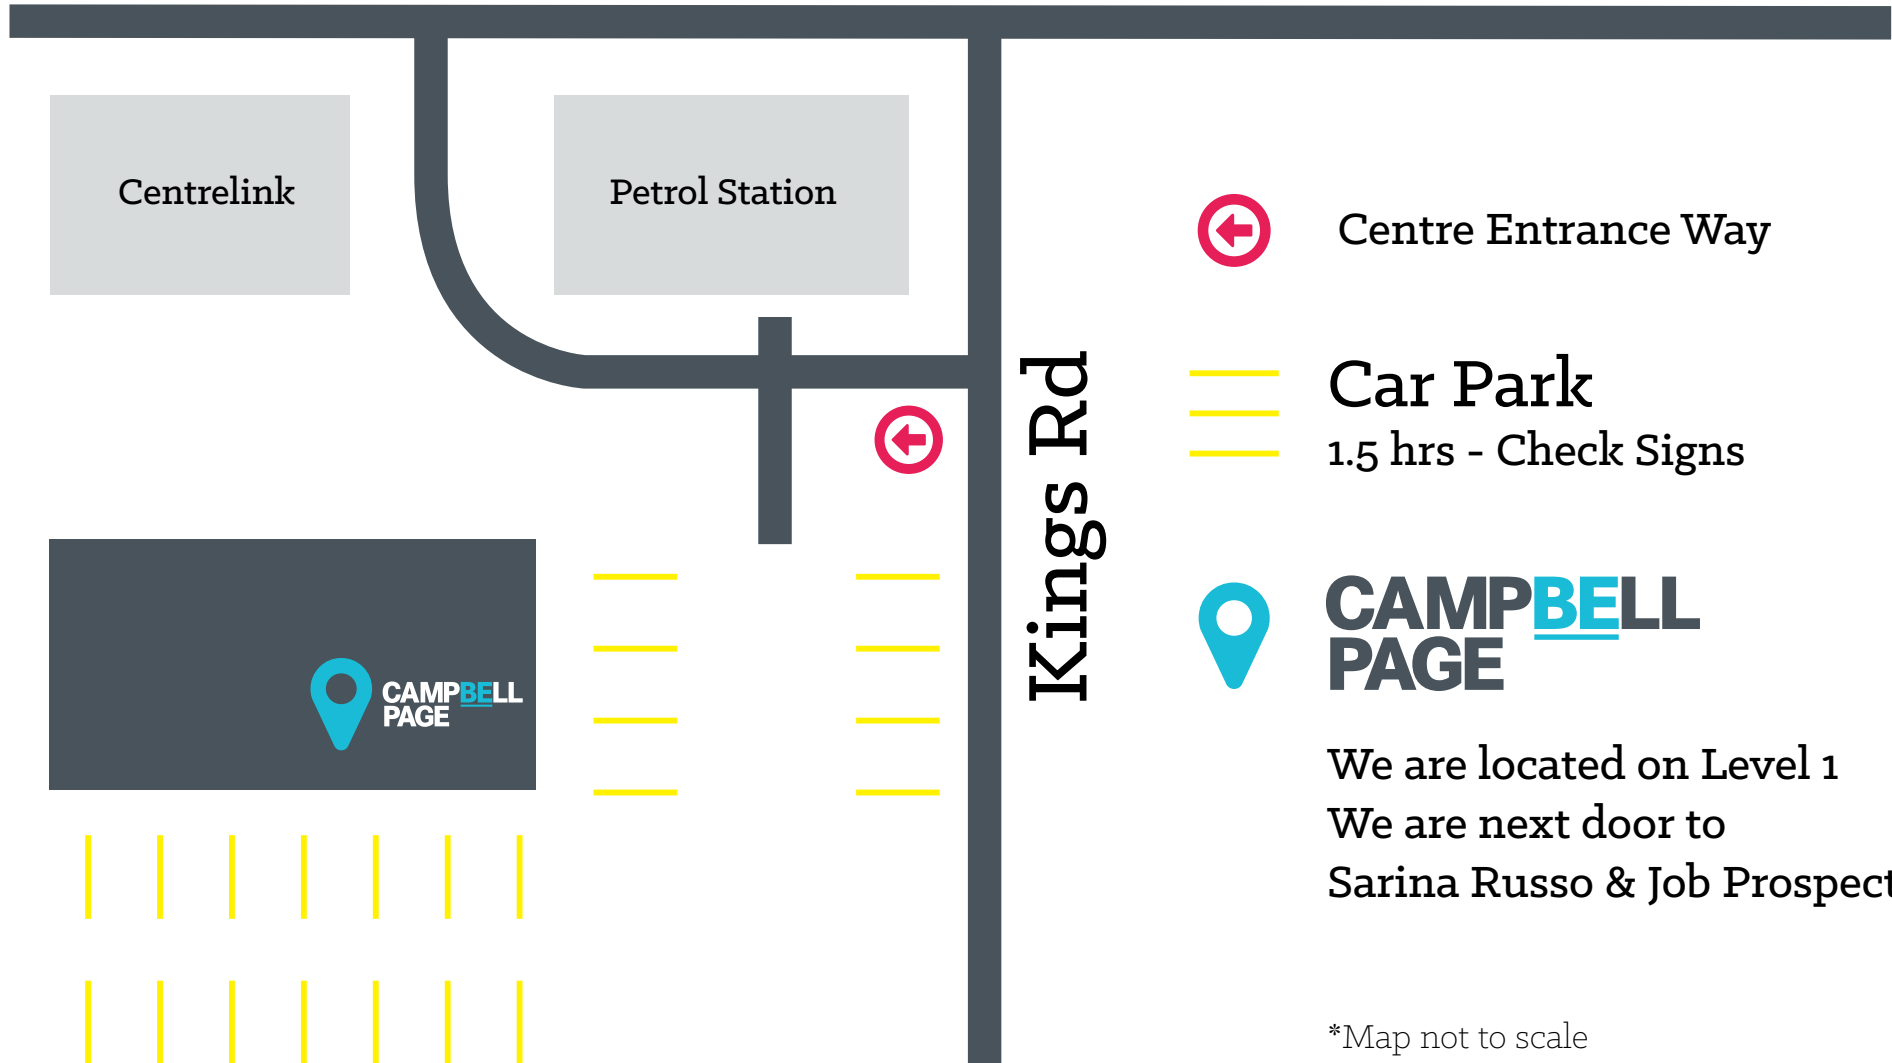 Centrelink
Petrol Station
Kings Rd
CAMPBELL
PAGE
Centre Entrance Way
Car Park
1.5 hrs - Check Signs
CAMPBELL
PAGE
We are located on Level 1
We are next door to
Sarina Russo & Job Prospect
*Map not to scale